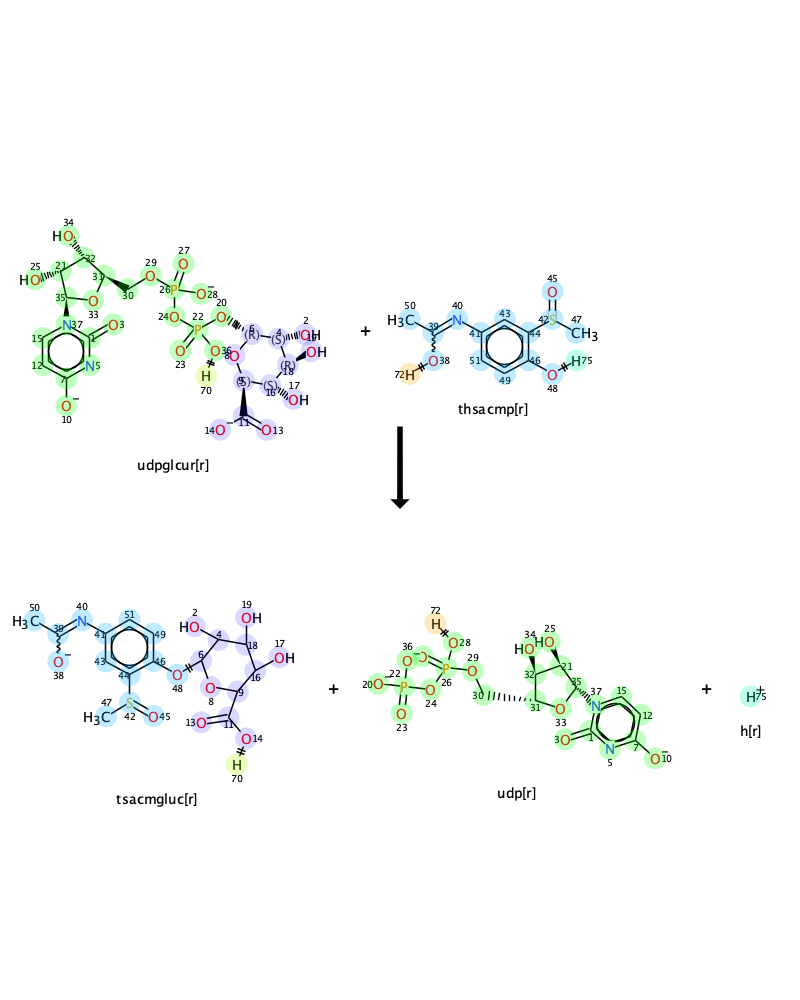 34
HO
32
25
21
HO
31
29
O
27
O
26
P
28
O-
30
35
O
33
24
O
22
P
20
O
23
O
O
36
H
70
N
37
O
3
1
15
12
N
5
7
O-
10
6
(R)
4
(S)
2
OH
OH
(R)
18
8
O
9
(S)
(S)
16
17
OH
11
14
O-
O
13
udpglcur[r]
+
50
H3C
39
40
N
41
43
44
51
49
46
O
38
72
H
45
O
42
S
47
CH3
O
48
H
75
thsacmp[r]
50
H3C
39
40
N
O-
38
41
51
49
43
44
46
47
H3C
S
42
O
45
O
48
2
HO
4
6
19
OH
18
17
OH
16
O
8
9
13
O
11
O
14
H
70
tsacmgluc[r]
+
72
H
O
28
36
O-
22
P
20
O-
O
23
O
24
P
26
O
29
30
34
HO
25
HO
32
21
35
31
O
33
37
N
15
12
3
O
1
N
5
7
O-
10
udp[r]
+
H+
75
h[r]